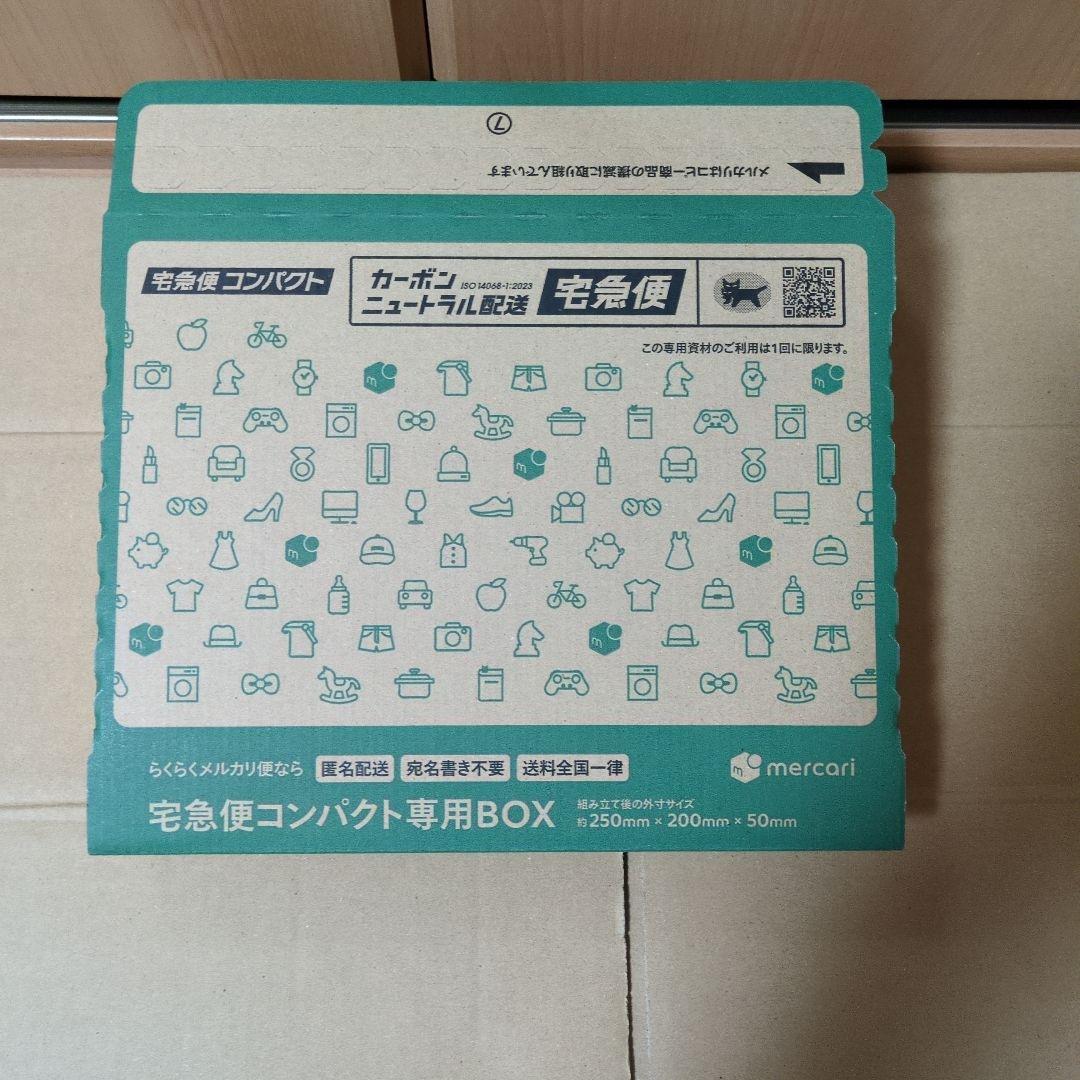 ⑦
メルカリはコピー商品の撲滅に取り組んでいます
宅急便コンパクト
カーボン ISO 14068-1:2023
ニュートラル配送
宅急便
この専用資材のご利用は1回に限ります。
らくらくメルカリ便なら 匿名配送 宛名書き不要 送料全国一律
mercari
宅急便コンパクト専用BOX
組み立て後の外寸サイズ
約250mm×200mm×50mm